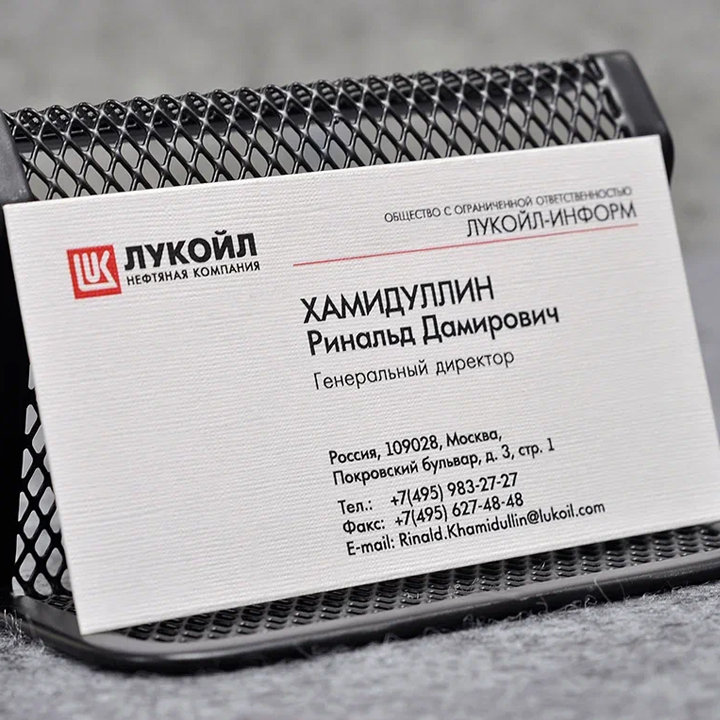 LUK
ЛУКОЙЛ
НЕФТЯНАЯ КОМПАНИЯ
ОБЩЕСТВО С ОГРАНИЧЕННОЙ ОТВЕТСТВЕННОСТЬЮ
ЛУКОЙЛ-ИНФОРМ
ХАМИДУЛЛИН
Ринальд Дамирович
Генеральный директор
Россия, 109028, Москва,
Покровский бульвар, д. 3, стр. 1
Тел.: +7(495) 983-27-27
Факс: +7(495) 627-48-48
E-mail: Rinald.Khamidullin@lukoil.com